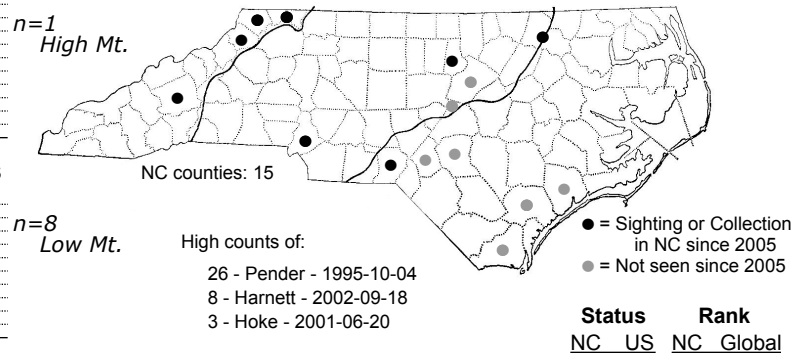 n=1
High Mt.
NC counties: 15
n=8
Low Mt.
High counts of:
26 - Pender - 1995-10-04
8 - Harnett - 2002-09-18
3 - Hoke - 2001-06-20
= Sighting or Collection
in NC since 2005
= Not seen since 2005
Status Rank
NC US NC Global